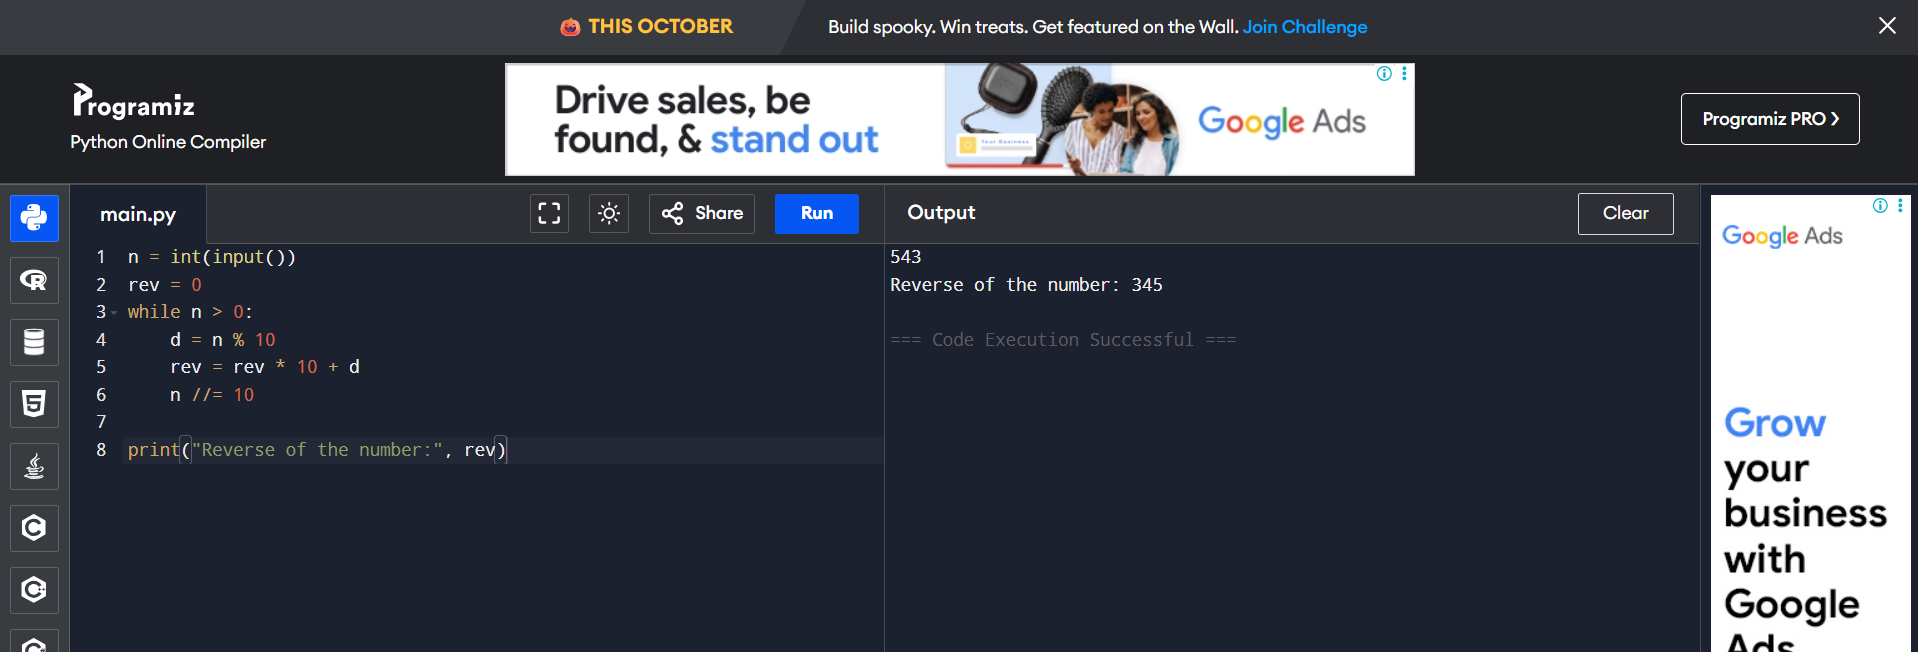 🎃 THIS OCTOBER
Build spooky. Win treats. Get featured on the Wall. Join Challenge
Programiz
Python Online Compiler
Drive sales, be
found, & stand out
Your Business
Google Ads
Programiz PRO >
main.py
Share
Run
Output
Clear
1 n = int(input())
2 rev = 0
3 while n > 0:
4     d = n % 10
5     rev = rev * 10 + d
6     n //= 10
7
8 print("Reverse of the number:", rev)
543
Reverse of the number: 345
=== Code Execution Successful ===
Google Ads
Grow
your
business
with
Google
Ads